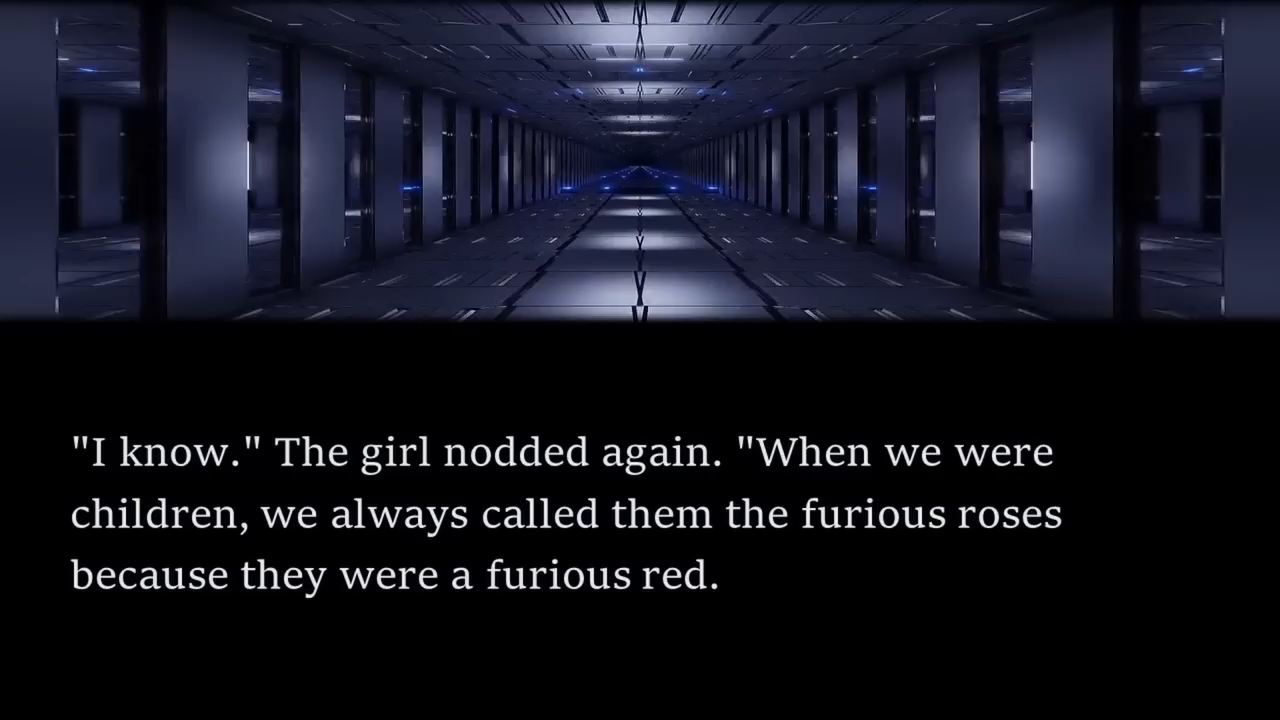 "I know." The girl nodded again. "When we were
children, we always called them the furious roses
because they were a furious red.